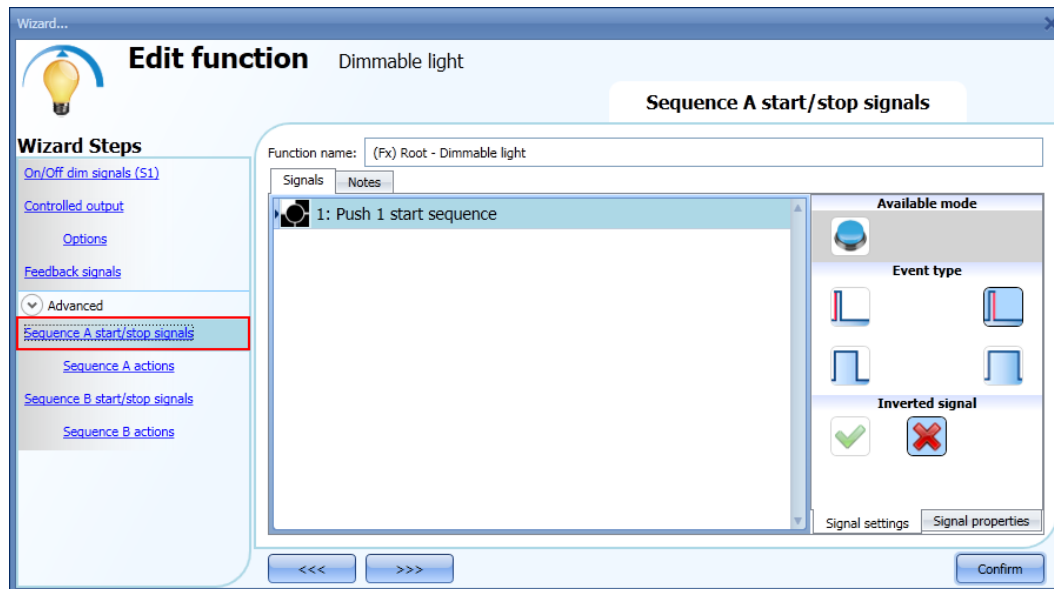 Wizard...
Edit function Dimmable light
Sequence A start/stop signals
Wizard Steps
On/Off dim signals (S1)
Controlled output
Options
Feedback signals
Advanced
Sequence A start/stop signals
Sequence A actions
Sequence B start/stop signals
Sequence B actions
Function name: (Fx) Root - Dimmable light
Signals Notes
1: Push 1 start sequence
Available mode
Event type
Inverted signal
Signal settings Signal properties
<<< >>> Confirm